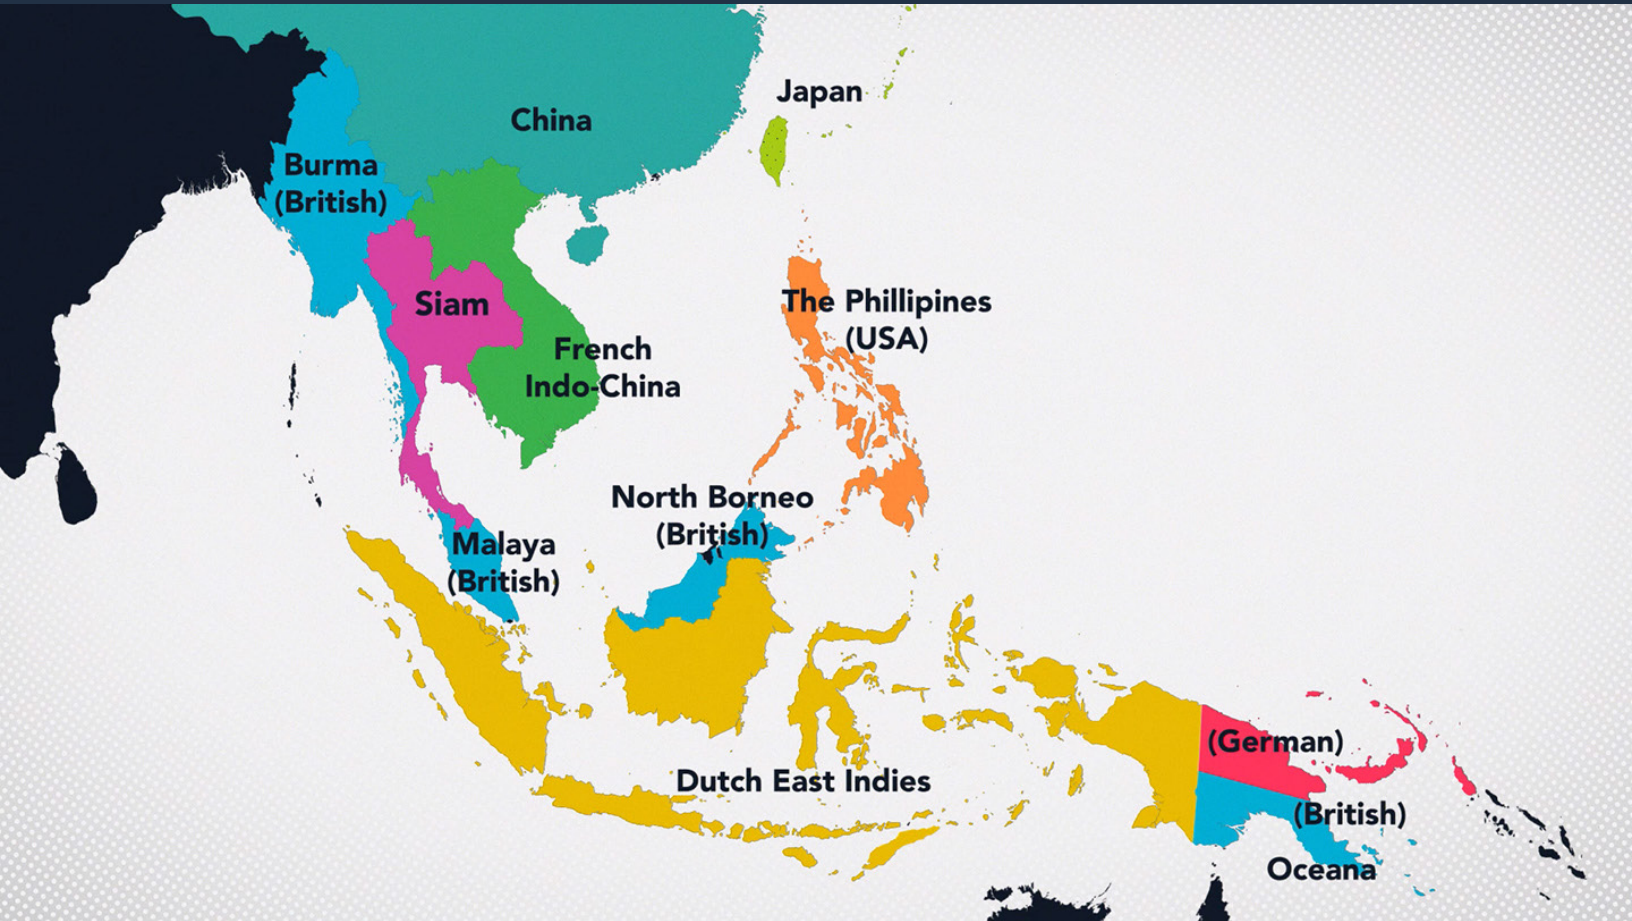 Japan
China
Burma
(British)
Siam
The Phillipines
(USA)
French
Indo-China
North Borneo
(British)
Malaya
(British)
(German)
Dutch East Indies
(British)
Oceana